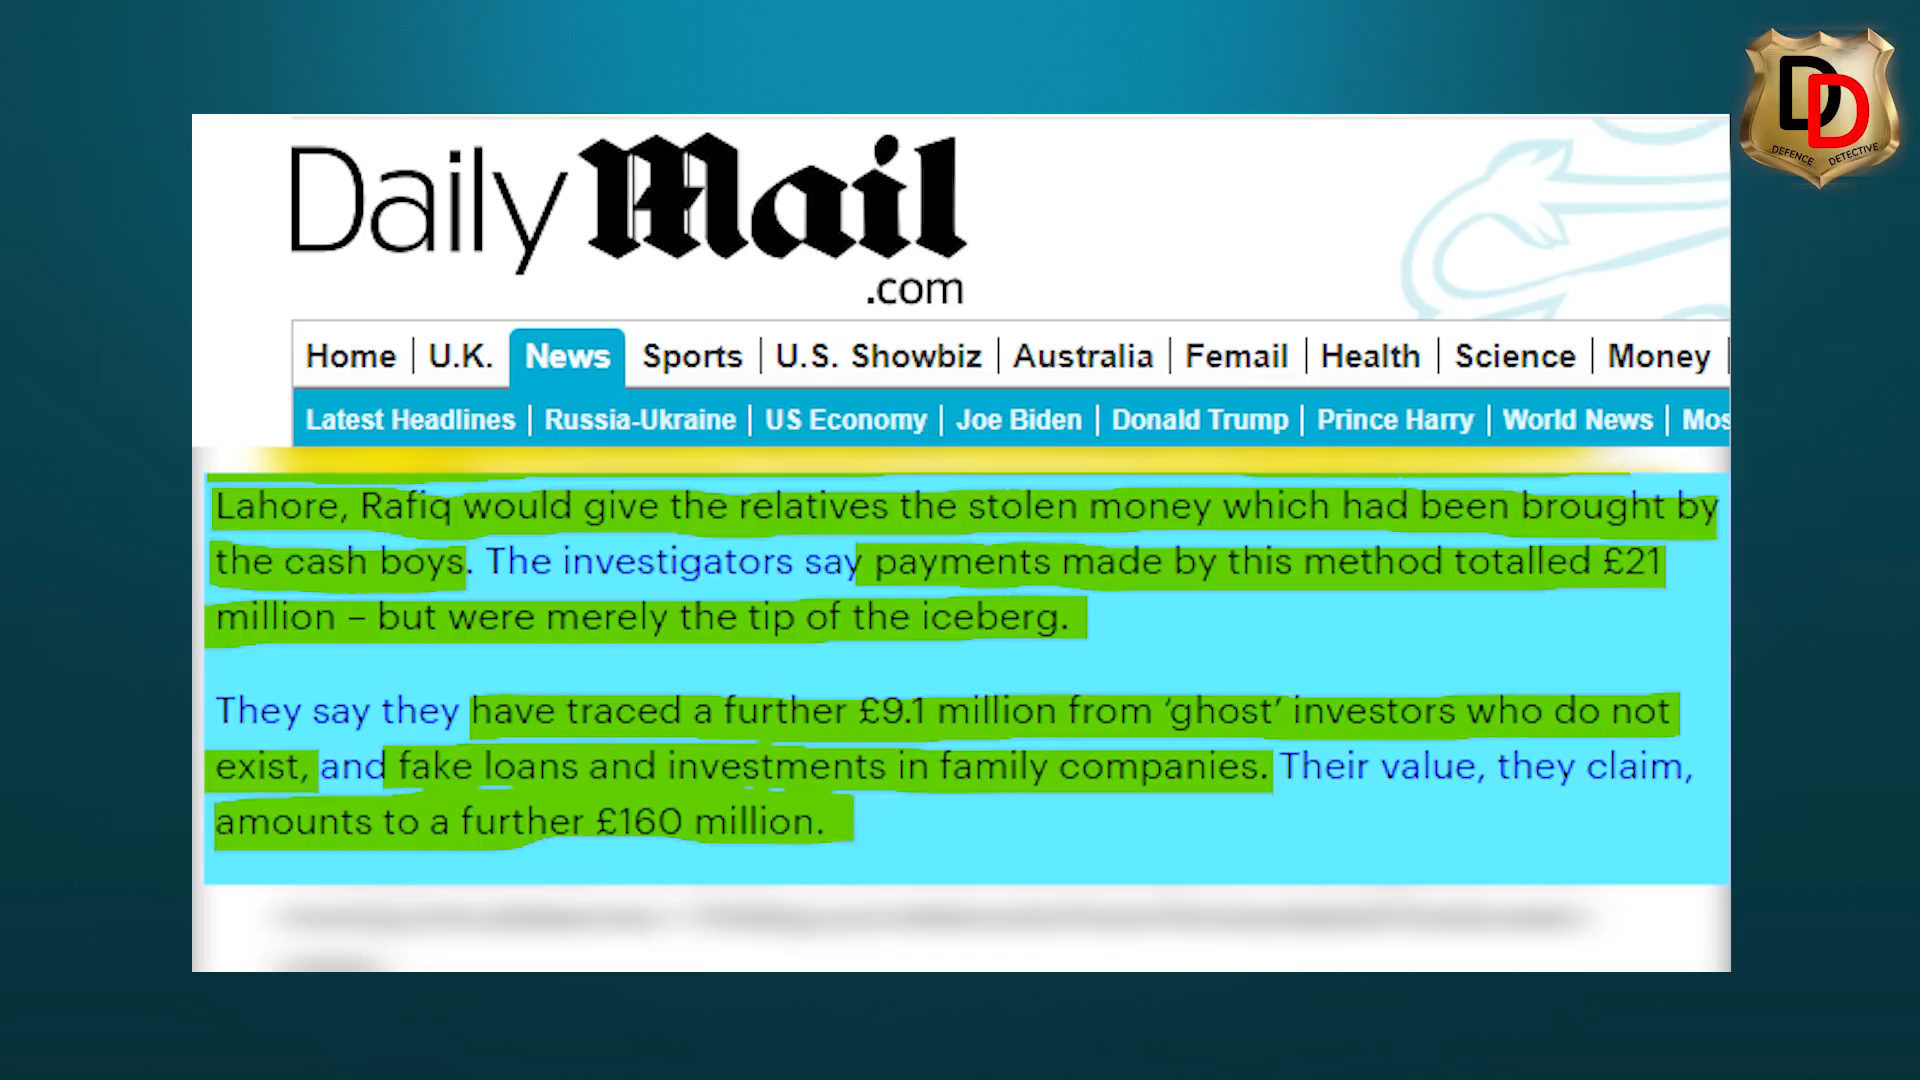 DD
DEFENCE DETECTIVE
Daily Mail
.com
Home U.K. News Sports U.S. Showbiz Australia Femail Health Science Money
Latest Headlines Russia-Ukraine US Economy Joe Biden Donald Trump Prince Harry World News Mos
Lahore, Rafiq would give the relatives the stolen money which had been brought by
the cash boys. The investigators say payments made by this method totalled £21
million – but were merely the tip of the iceberg.
They say they have traced a further £9.1 million from ‘ghost’ investors who do not
exist, and fake loans and investments in family companies. Their value, they claim,
amounts to a further £160 million.